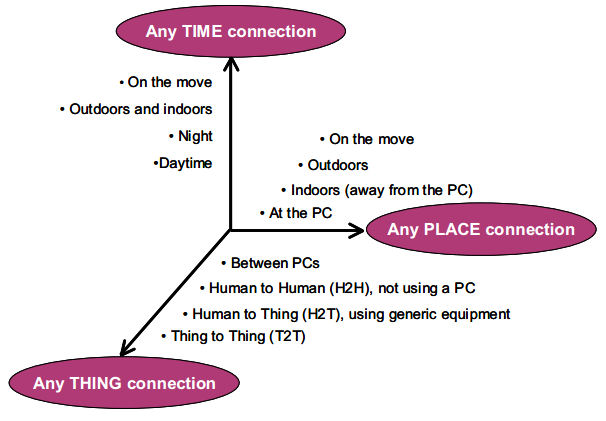 Any TIME connection
• On the move
• Outdoors and indoors
• Night
•Daytime
• On the move
• Outdoors
• Indoors (away from the PC)
• At the PC
Any PLACE connection
• Between PCs
• Human to Human (H2H), not using a PC
• Human to Thing (H2T), using generic equipment
• Thing to Thing (T2T)
Any THING connection